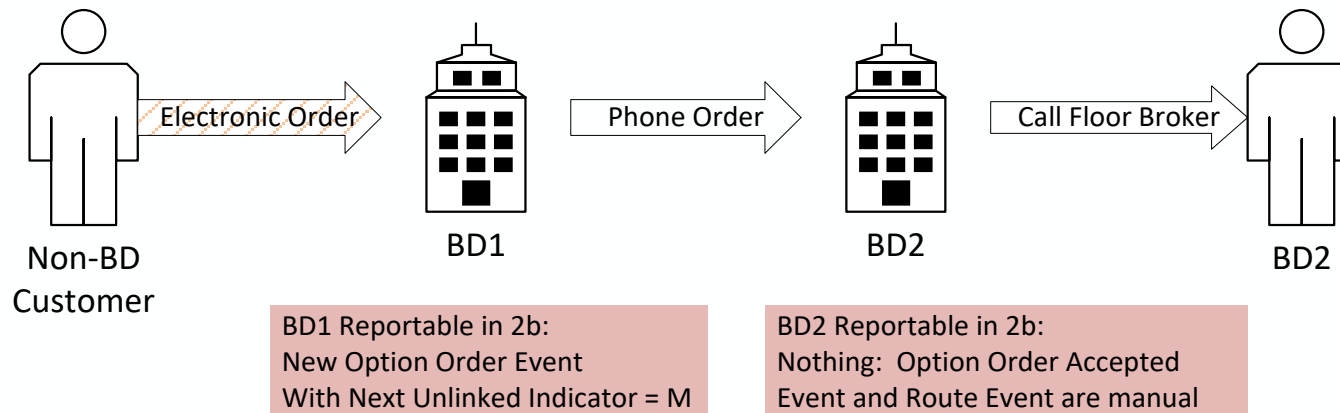 Electronic Order
Phone Order
Call Floor Broker
Non-BD
Customer
BD1
BD2
BD2
BD1 Reportable in 2b:
New Option Order Event
With Next Unlinked Indicator = M
BD2 Reportable in 2b:
Nothing: Option Order Accepted
Event and Route Event are manual